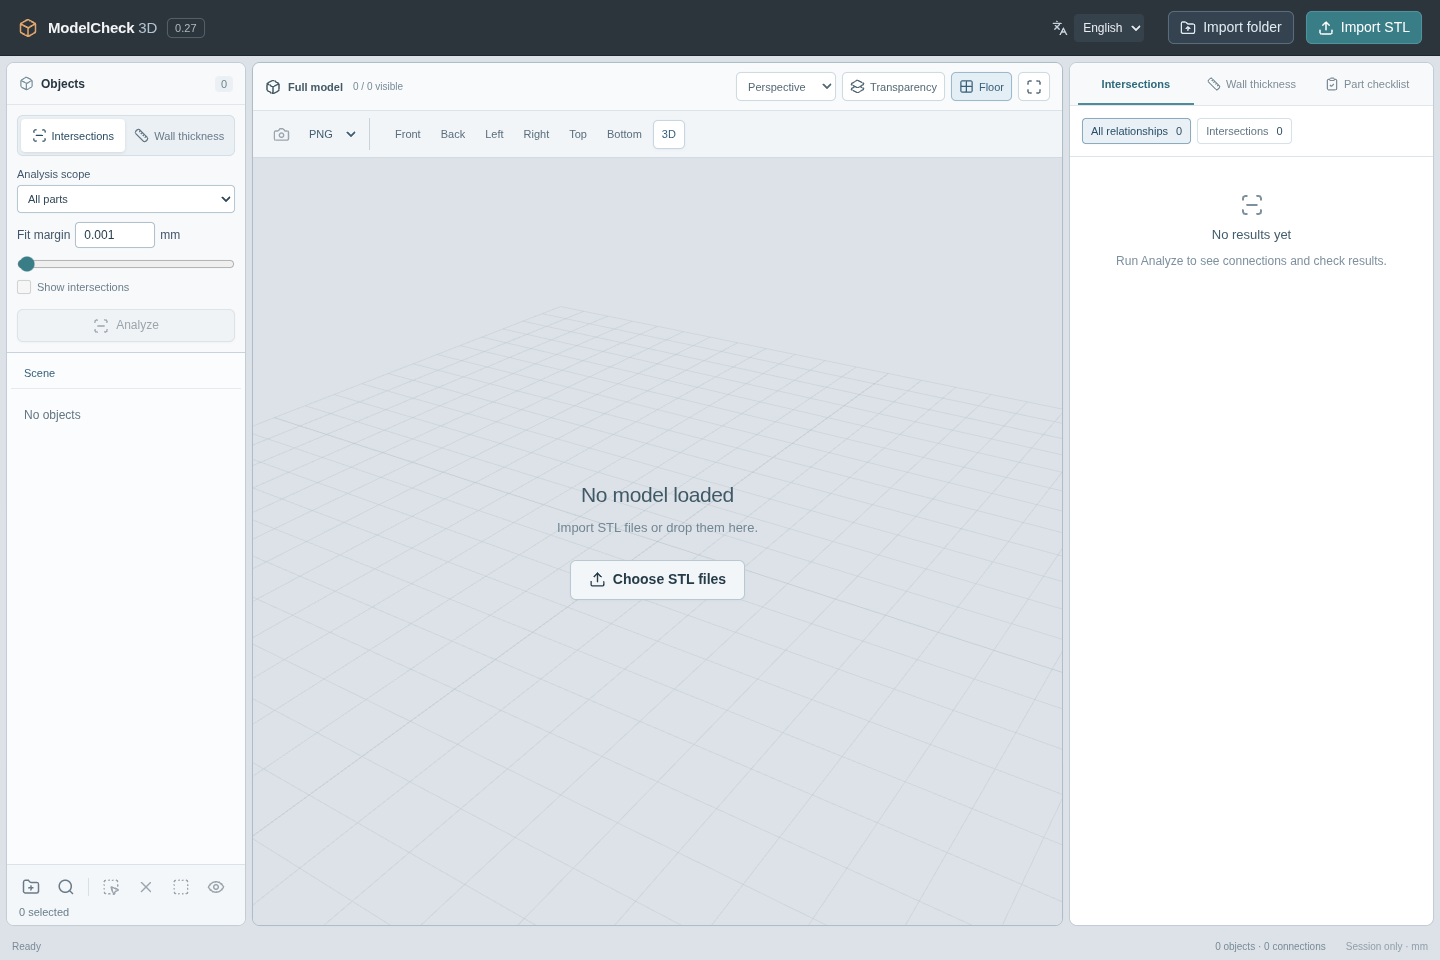 ModelCheck 3D 0.27
English
Import folder
Import STL
Objects 0
Intersections
Wall thickness
Analysis scope
All parts
Fit margin 0.001 mm
Show intersections
Analyze
Scene
No objects
0 selected
Full model 0 / 0 visible
Perspective
Transparency
Floor
PNG
Front
Back
Left
Right
Top
Bottom
3D
No model loaded
Import STL files or drop them here.
Choose STL files
Intersections
Wall thickness
Part checklist
All relationships 0
Intersections 0
No results yet
Run Analyze to see connections and check results.
Ready
0 objects · 0 connections
Session only · mm